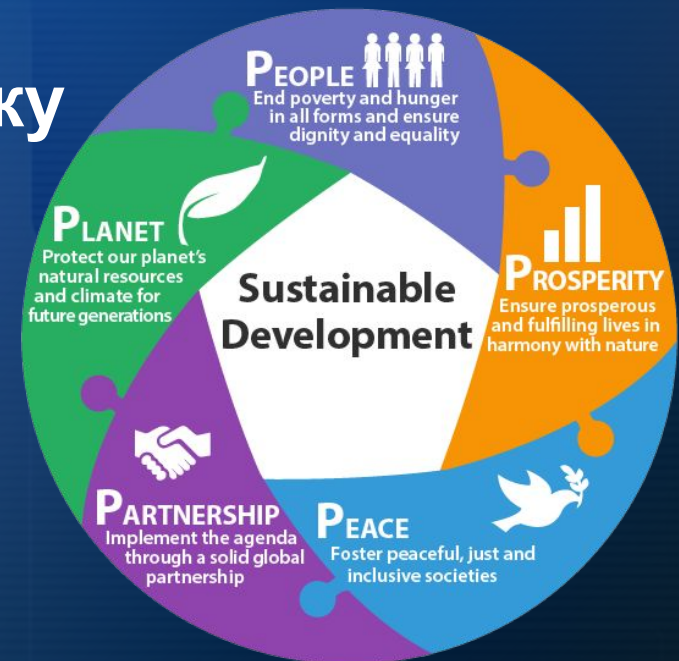 ку
PEOPLE
End poverty and hunger
in all forms and ensure
dignity and equality
PLANET
Protect our planet's
natural resources
and climate for
future generations
Sustainable
Development
PROSPERITY
Ensure prosperous
and fulfilling lives in
harmony with nature
PARTNERSHIP
Implement the agenda
through a solid global
partnership
PEACE
Foster peaceful, just and
inclusive societies